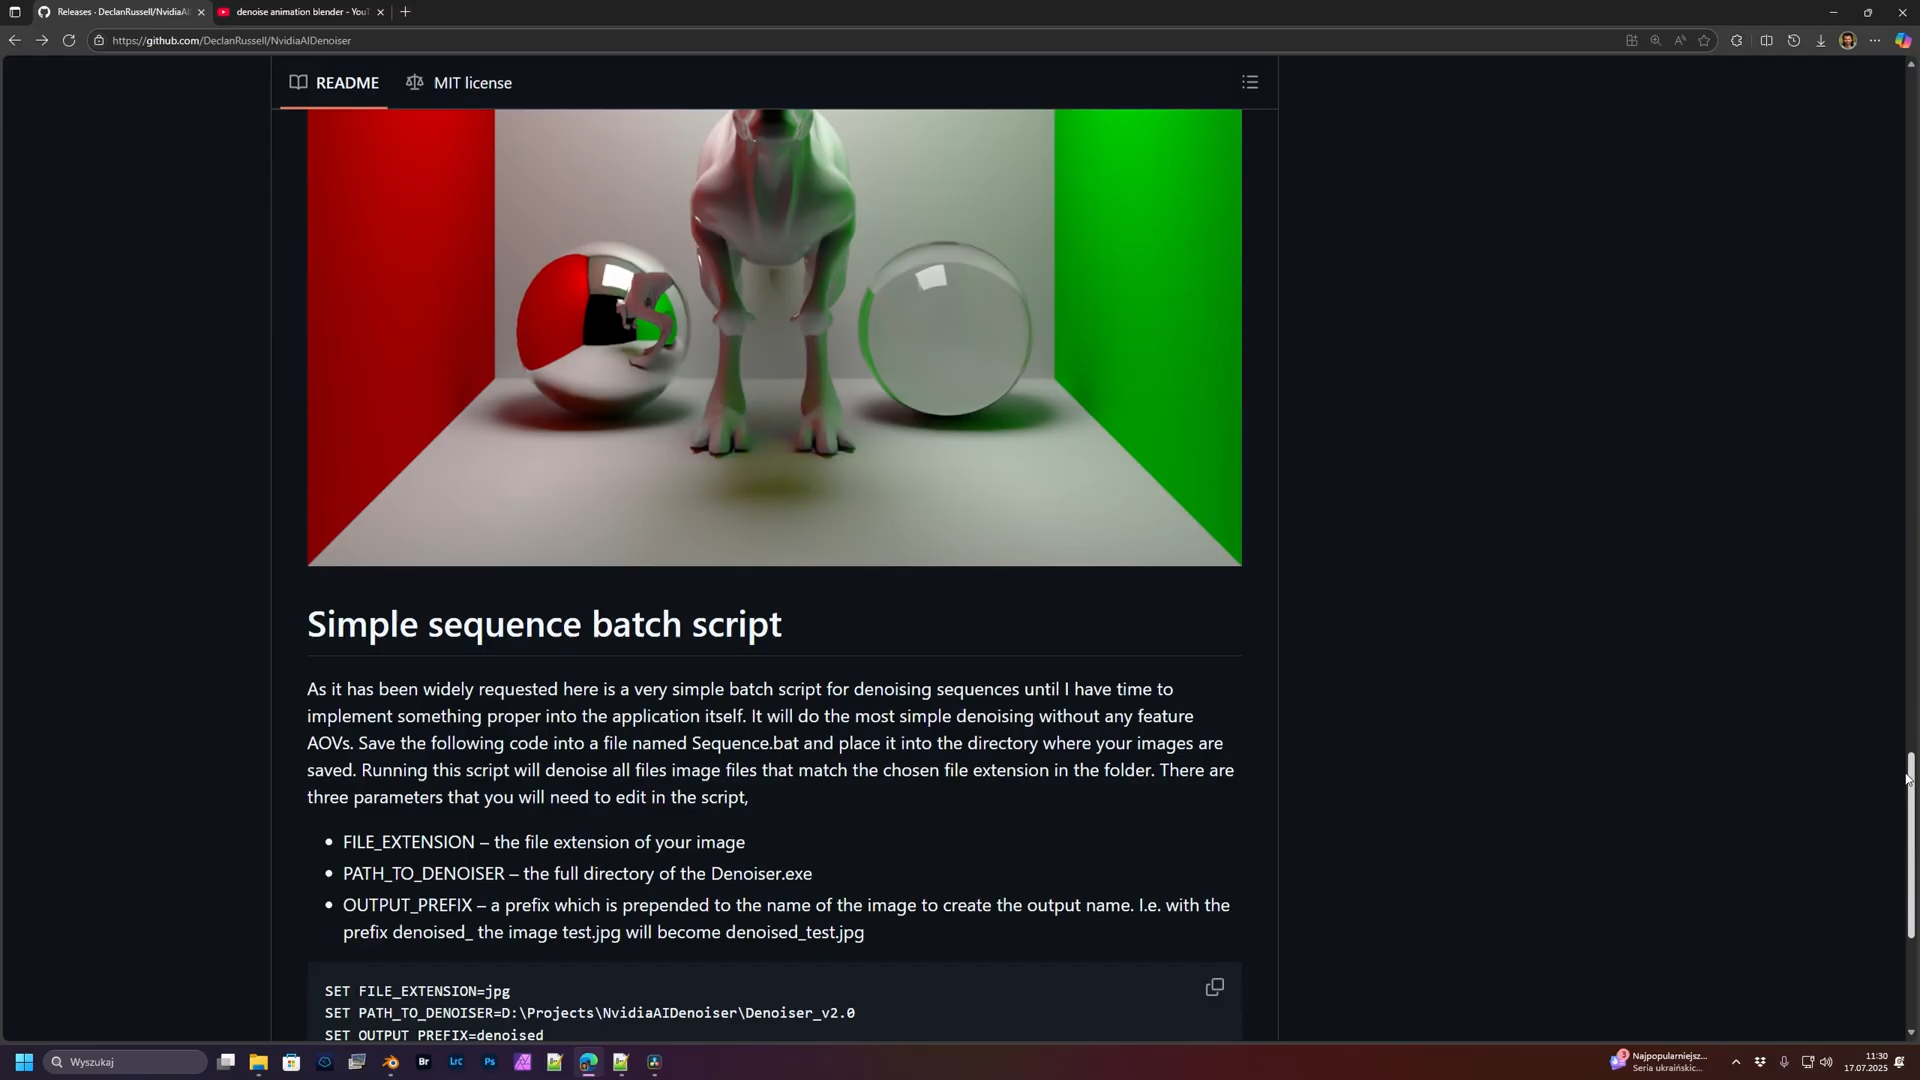 Releases · DeclanRussell/NvidiaAI
denoise animation blender - YouT
https://github.com/DeclanRussell/NvidiaAIDenoiser
README
MIT license
Simple sequence batch script
As it has been widely requested here is a very simple batch script for denoising sequences until I have time to
implement something proper into the application itself. It will do the most simple denoising without any feature
AOVs. Save the following code into a file named Sequence.bat and place it into the directory where your images are
saved. Running this script will denoise all files image files that match the chosen file extension in the folder. There are
three parameters that you will need to edit in the script,
• FILE_EXTENSION – the file extension of your image
• PATH_TO_DENOISER – the full directory of the Denoiser.exe
• OUTPUT_PREFIX – a prefix which is prepended to the name of the image to create the output name. I.e. with the
prefix denoised_ the image test.jpg will become denoised_test.jpg
SET FILE_EXTENSION=jpg
SET PATH_TO_DENOISER=D:\Projects\NvidiaAIDenoiser\Denoiser_v2.0
SET OUTPUT_PREFIX=denoised
Wyszukaj
Br
Lrc
Ps
3
Najpopularniejsz...
Seria ukraińskic...
11:30
17.07.2025